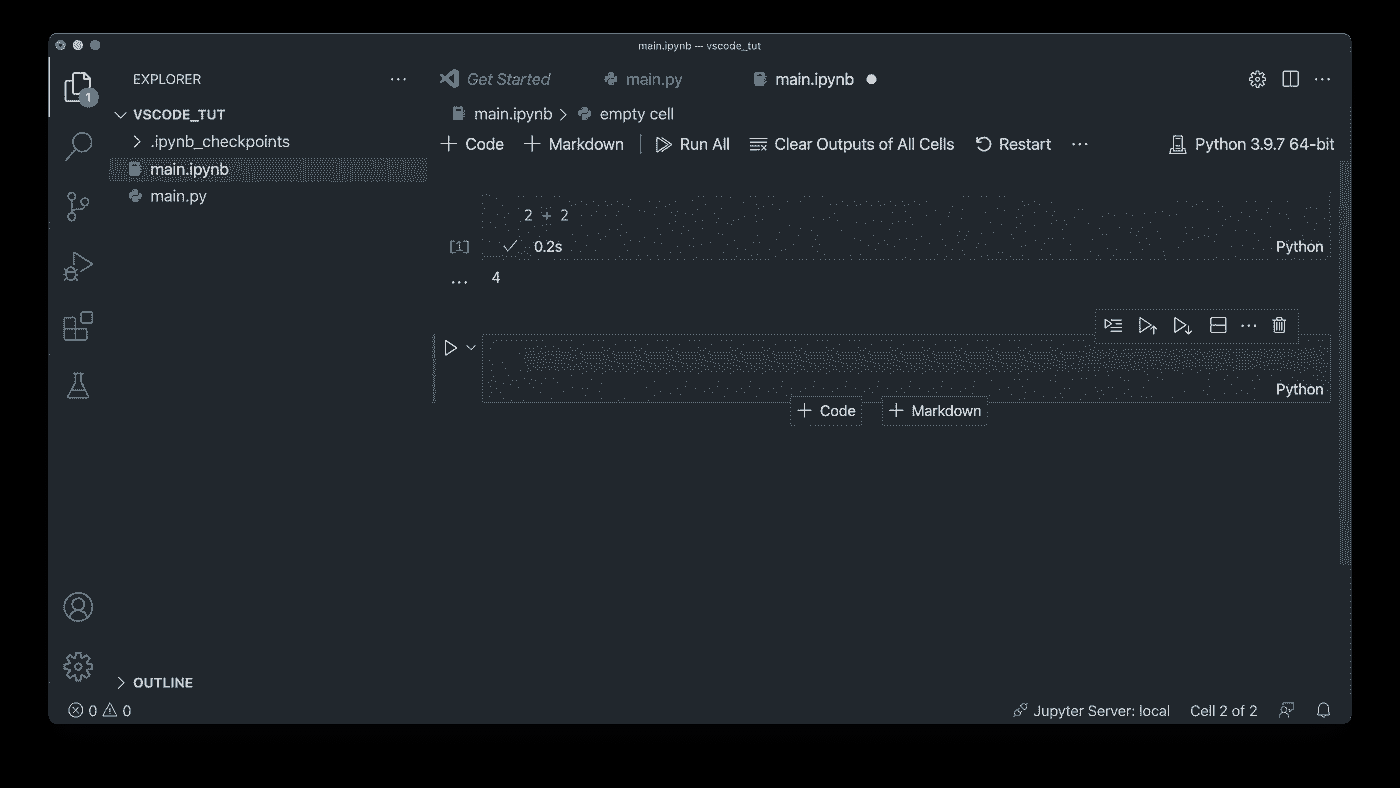 main.ipynb — vscode_tut
EXPLORER
Get Started
main.py
main.ipynb
1
VSCODE_TUT
main.ipynb > empty cell
.ipynb_checkpoints
+ Code + Markdown Run All Clear Outputs of All Cells Restart ... Python 3.9.7 64-bit
main.ipynb
main.py
2 + 2
[1] ✓ 0.2s Python
4
Python
+ Code + Markdown
OUTLINE
0 0 Jupyter Server: local Cell 2 of 2